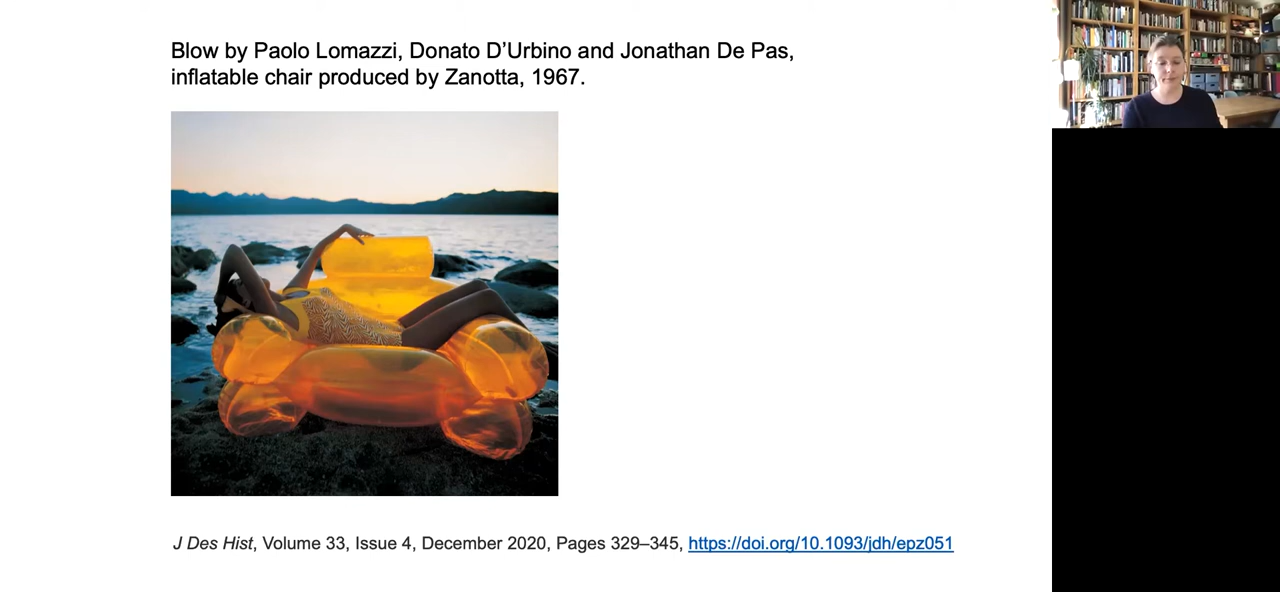 Blow by Paolo Lomazzi, Donato D’Urbino and Jonathan De Pas,
inflatable chair produced by Zanotta, 1967.
J Des Hist, Volume 33, Issue 4, December 2020, Pages 329–345, https://doi.org/10.1093/jdh/epz051